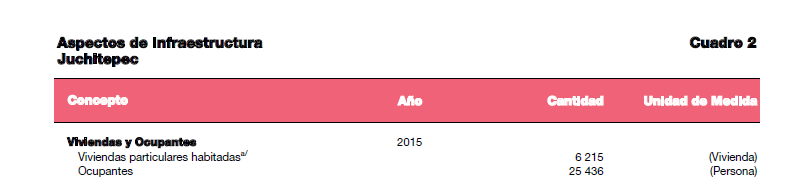 Aspectos de Infraestructura Cuadro 2
Juchitepec
Concepto Año Cantidad Unidad de Medida
Viviendas y Ocupantes 2015
Viviendas particulares habitadas a/ 6 215 (Vivienda)
Ocupantes 25 436 (Persona)